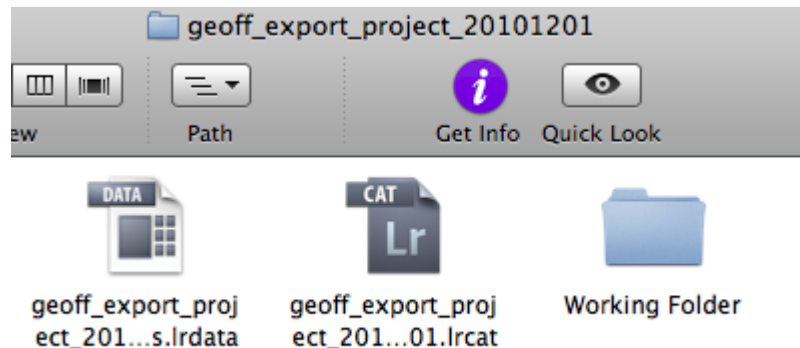 geoff_export_project_20101201
ew Path Get Info Quick Look
DATA CAT
Lr
geoff_export_proj geoff_export_proj Working Folder
ect_201...s.lrdata ect_201...01.lrcat